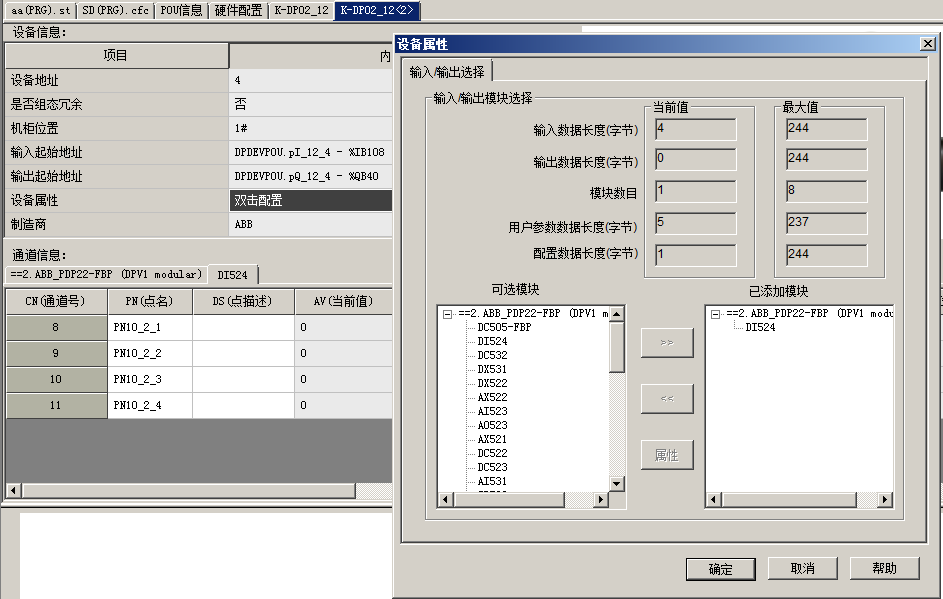 aa(PRG).st SD(PRG).cfc POU信息 硬件配置 K-DP02_12 K-DP02_12<2>
设备信息:
项目 内
设备地址 4
是否组态冗余 否
机柜位置 1#
输入起始地址 DPDEVPOU.pI_12_4 - %IB108
输出起始地址 DPDEVPOU.pQ_12_4 - %QB40
设备属性 双击配置
制造商 ABB
通道信息:
==2.ABB_PDP22-FBP (DPV1 modular) DI524
CN(通道号) PN(点名) DS(点描述) AV(当前值)
8 PN10_2_1 0
9 PN10_2_2 0
10 PN10_2_3 0
11 PN10_2_4 0
设备属性
输入/输出选择
输入/输出模块选择
当前值 最大值
输入数据长度(字节) 4 244
输出数据长度(字节) 0 244
模块数目 1 8
用户参数数据长度(字节) 5 237
配置数据长度(字节) 1 244
可选模块
==2.ABB_PDP22-FBP (DPV1 m
DC505-FBP
DI524
DC532
DX531
DX522
AX522
AI523
AO523
AX521
DC522
DC523
AI531
>>
<<
属性
已添加模块
==2.ABB_PDP22-FBP (DPV1 modu
DI524
确定 取消 帮助